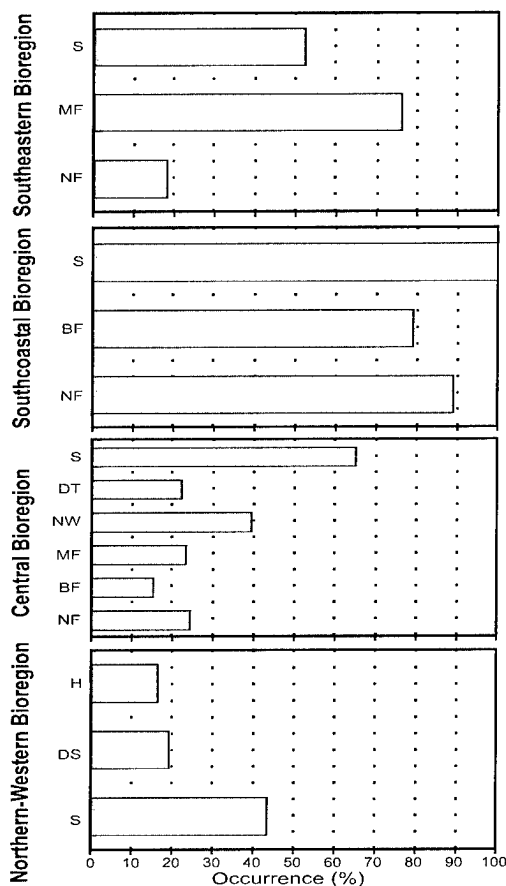 Southeastern Bioregion
S
MF
NF
Southcoastal Bioregion
S
BF
NF
Central Bioregion
S
DT
NW
MF
BF
NF
Northern-Western Bioregion
H
DS
S
0 10 20 30 40 50 60 70 80 90 100
Occurrence (%)